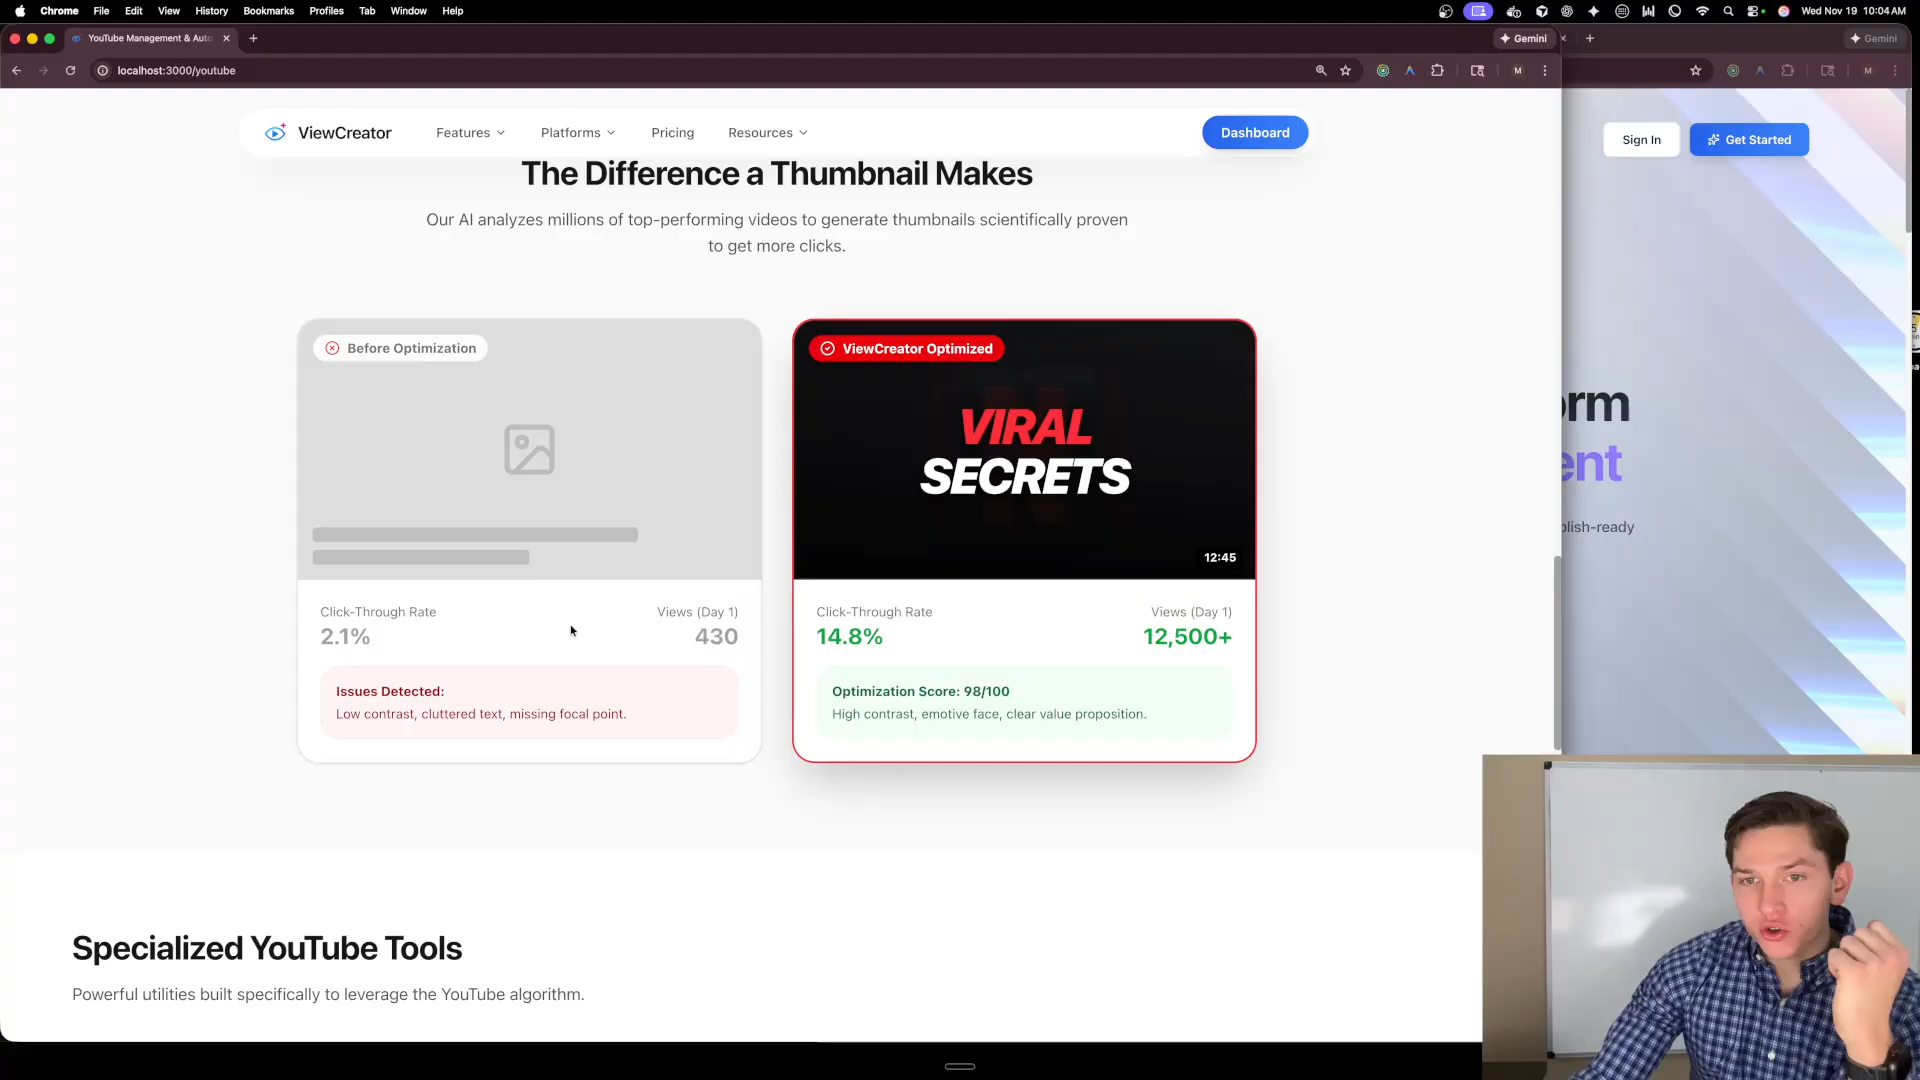 Chrome File Edit View History Bookmarks Profiles Tab Window Help
Wed Nov 19 10:04 AM
YouTube Management & Auto
Gemini
Gemini
localhost:3000/youtube
M
M
ViewCreator
Features
Platforms
Pricing
Resources
Dashboard
Sign In
Get Started
The Difference a Thumbnail Makes
Our AI analyzes millions of top-performing videos to generate thumbnails scientifically proven
to get more clicks.
Before Optimization
ViewCreator Optimized
VIRAL
SECRETS
12:45
orm
ent
blish-ready
Click-Through Rate
Views (Day 1)
2.1%
430
Issues Detected:
Low contrast, cluttered text, missing focal point.
Click-Through Rate
Views (Day 1)
14.8%
12,500+
Optimization Score: 98/100
High contrast, emotive face, clear value proposition.
Specialized YouTube Tools
Powerful utilities built specifically to leverage the YouTube algorithm.